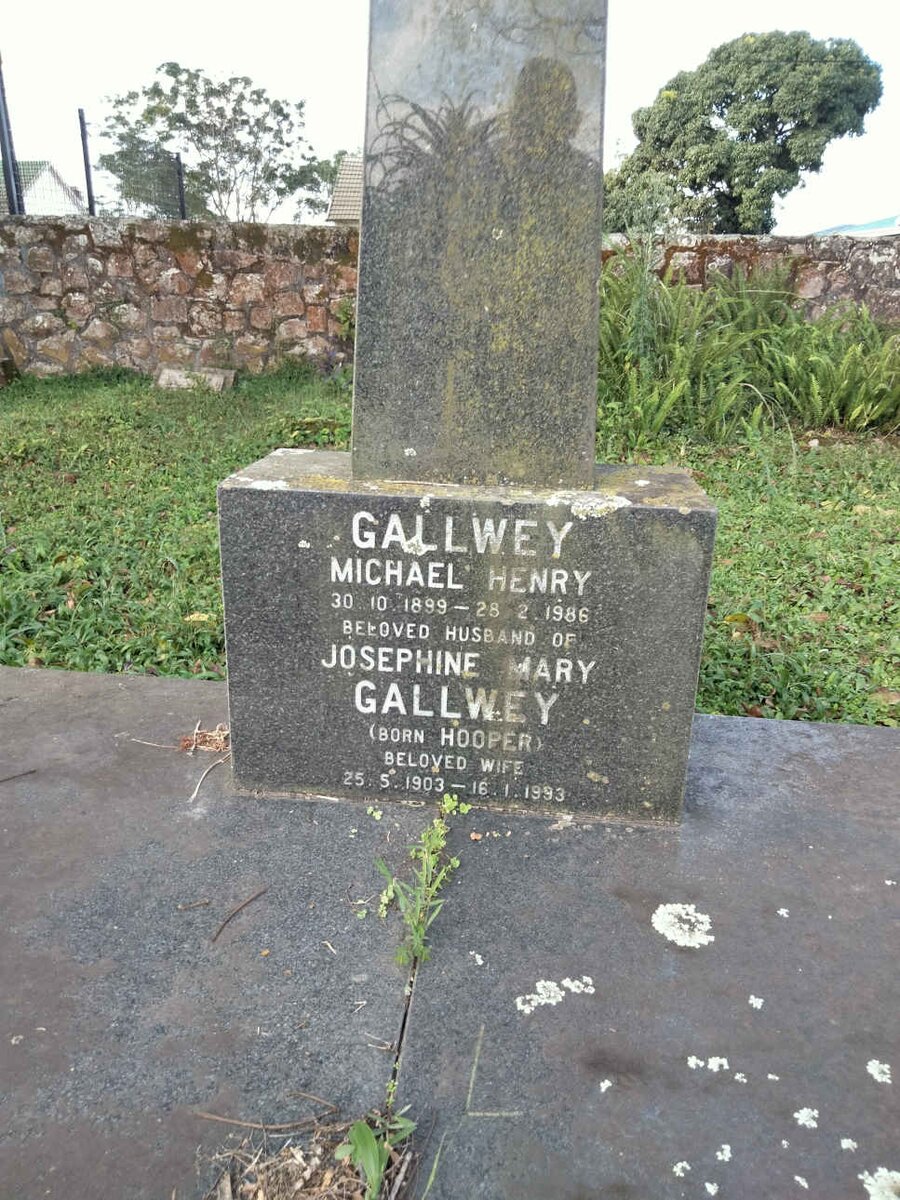 GALLWEY
MICHAEL HENRY
30.10.1899 — 28.2.1986
BELOVED HUSBAND OF
JOSEPHINE MARY
GALLWEY
(BORN HOOPER)
BELOVED WIFE
25.5.1903 — 16.1.1993